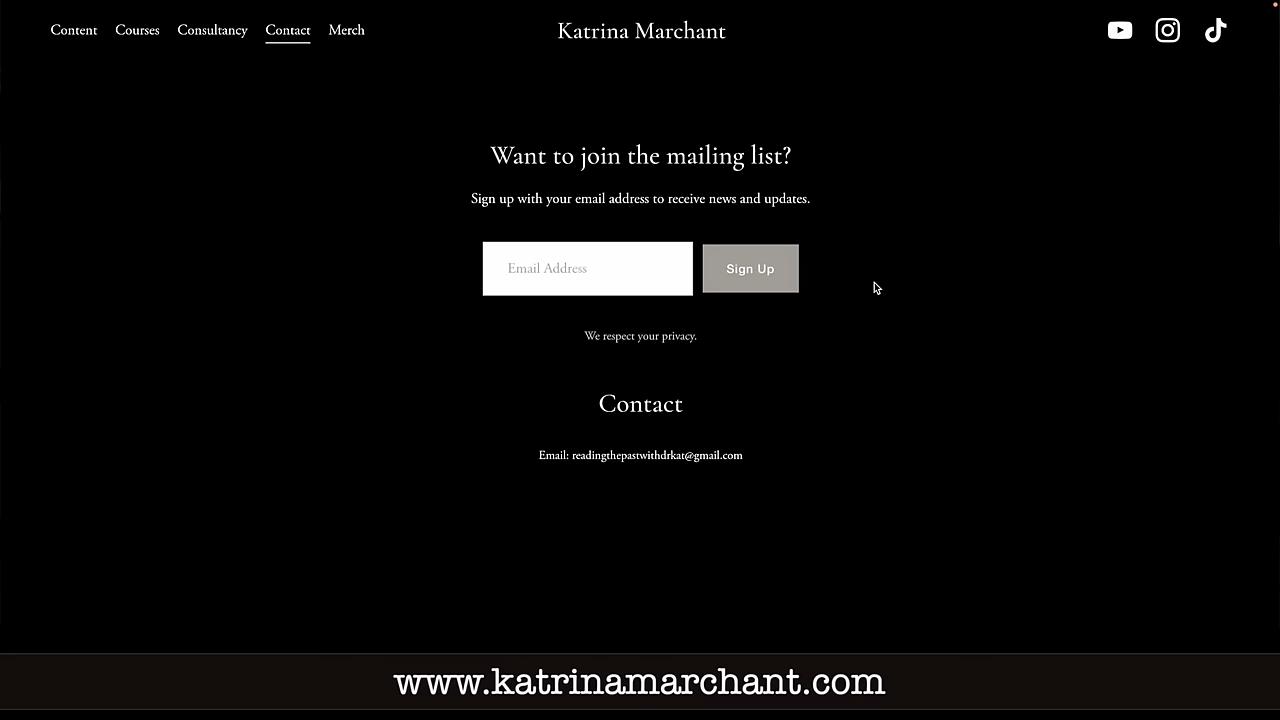 Content Courses Consultancy Contact Merch
Katrina Marchant
Want to join the mailing list?
Sign up with your email address to receive news and updates.
Email Address
Sign Up
We respect your privacy.
Contact
Email: readingthepastwithdrkat@gmail.com
www.katrinamarchant.com